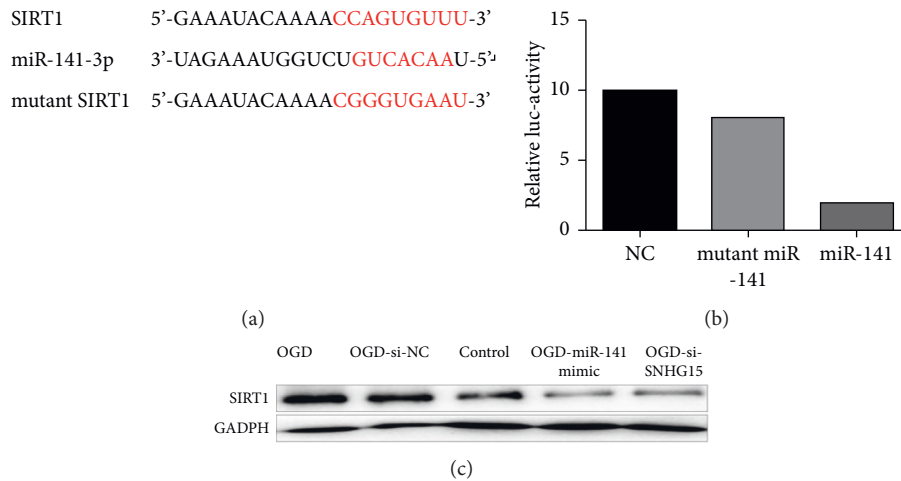 SIRT1 5'-GAAAUACAAAACCAGUGUUU-3'
miR-141-3p 3'-UAGAAAUGGUCUGUCACAAU-5'↲
mutant SIRT1 5'-GAAAUACAAAACGGGUGAAU-3'
(a)
15
10
5
0
Relative luc-activity
NC
mutant miR
-141
miR-141
(b)
OGD OGD-si-NC Control OGD-miR-141 mimic OGD-si-SNHG15
SIRT1
GADPH
(c)